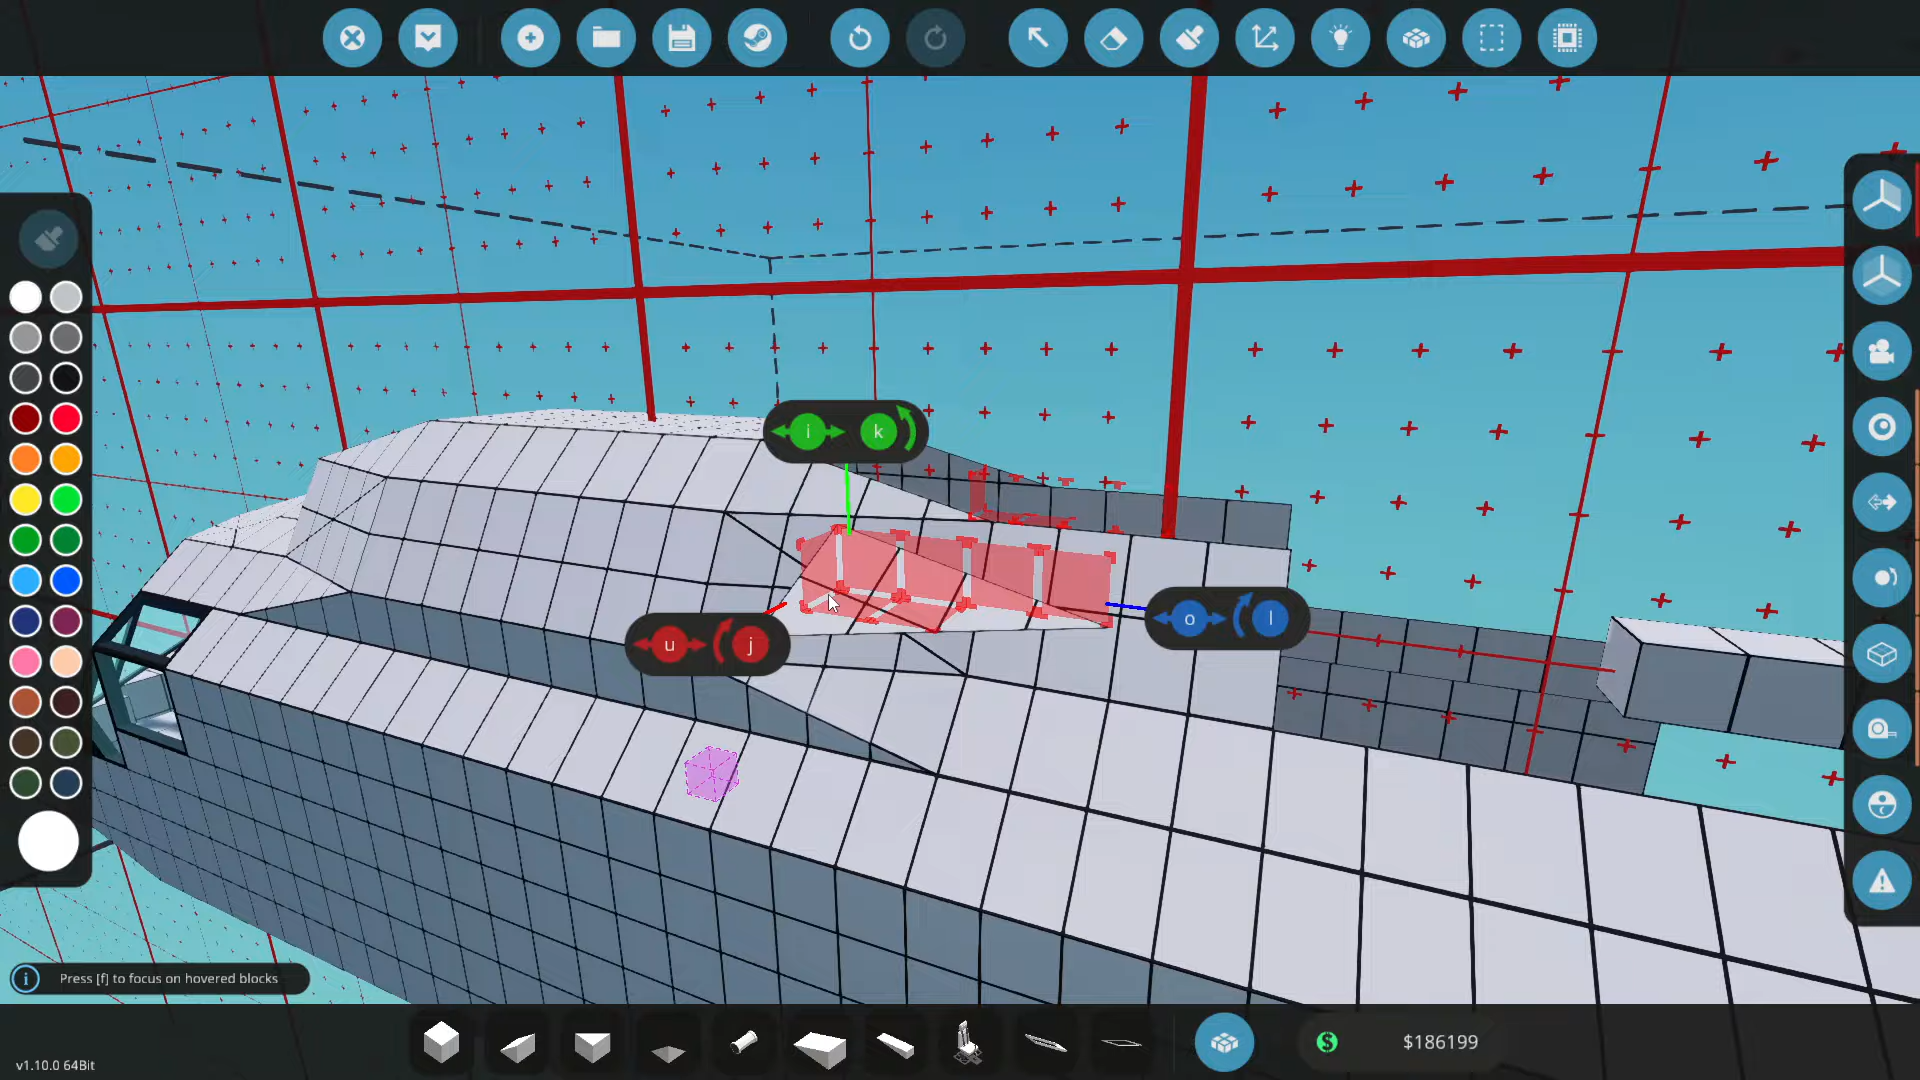 i
k
u
j
o
l
Press [f] to focus on hovered blocks
$186199
v1.10.0 64Bit